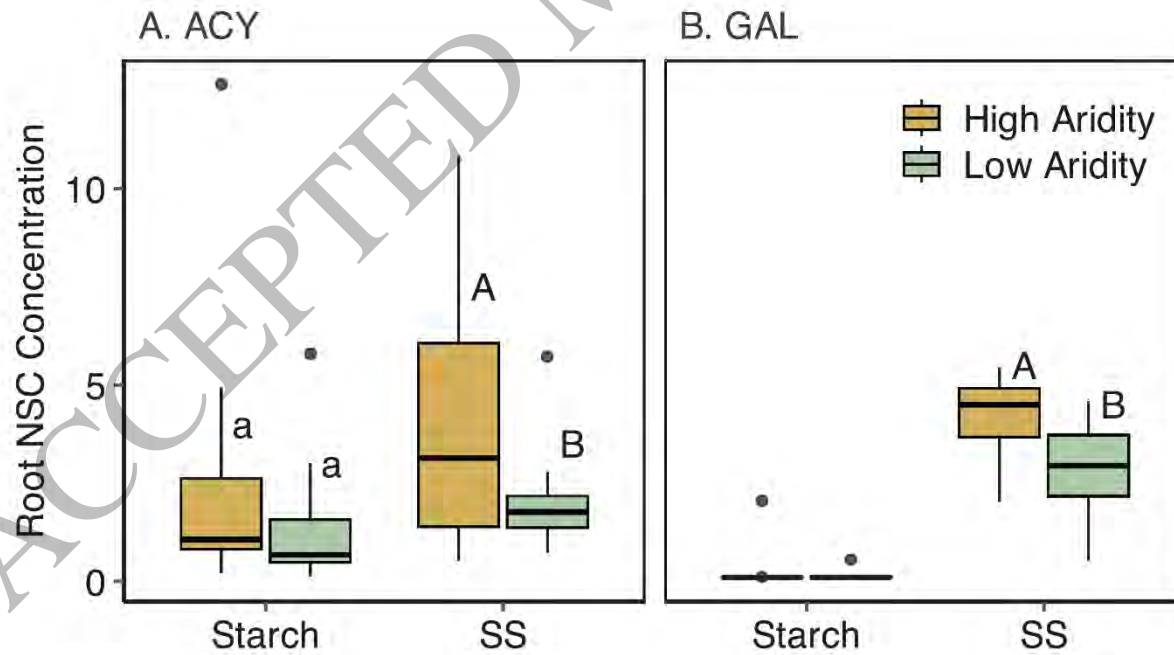 A. ACY
B. GAL
High Aridity
Low Aridity
Root NSC Concentration
10
5
0
a
a
A
B
A
B
Starch
SS
Starch
SS
ACCEPTED